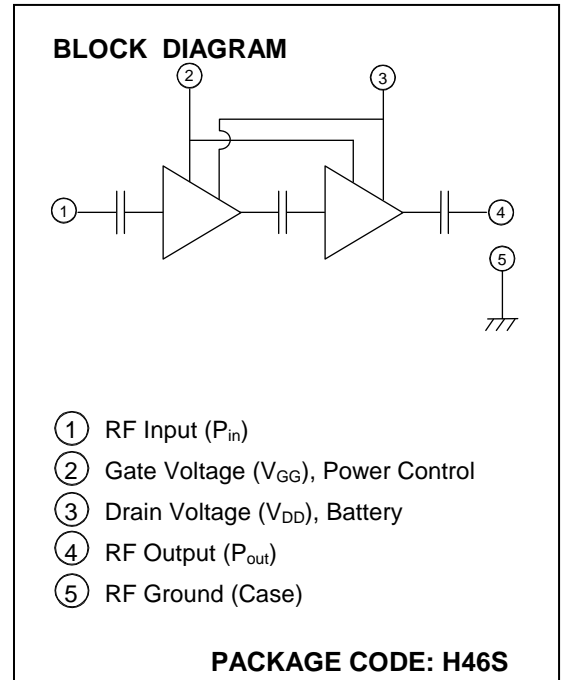 BLOCK DIAGRAM
2 3
1 4
5
1 RF Input (Pin)
2 Gate Voltage (VGG), Power Control
3 Drain Voltage (VDD), Battery
4 RF Output (Pout)
5 RF Ground (Case)
PACKAGE CODE: H46S